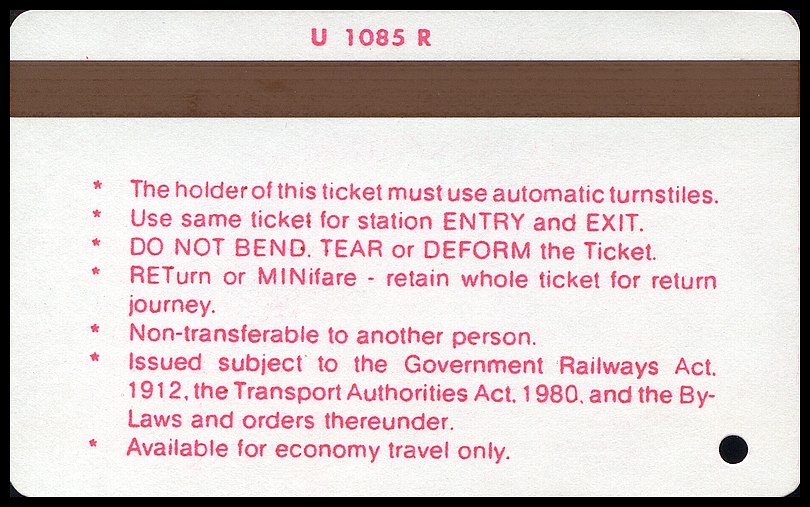 U 1085 R
* The holder of this ticket must use automatic turnstiles.
* Use same ticket for station ENTRY and EXIT.
* DO NOT BEND, TEAR or DEFORM the Ticket.
* RETurn or MINifare - retain whole ticket for return
journey.
* Non-transferable to another person.
* Issued subject to the Government Railways Act,
1912, the Transport Authorities Act, 1980, and the By-
Laws and orders thereunder.
* Available for economy travel only.